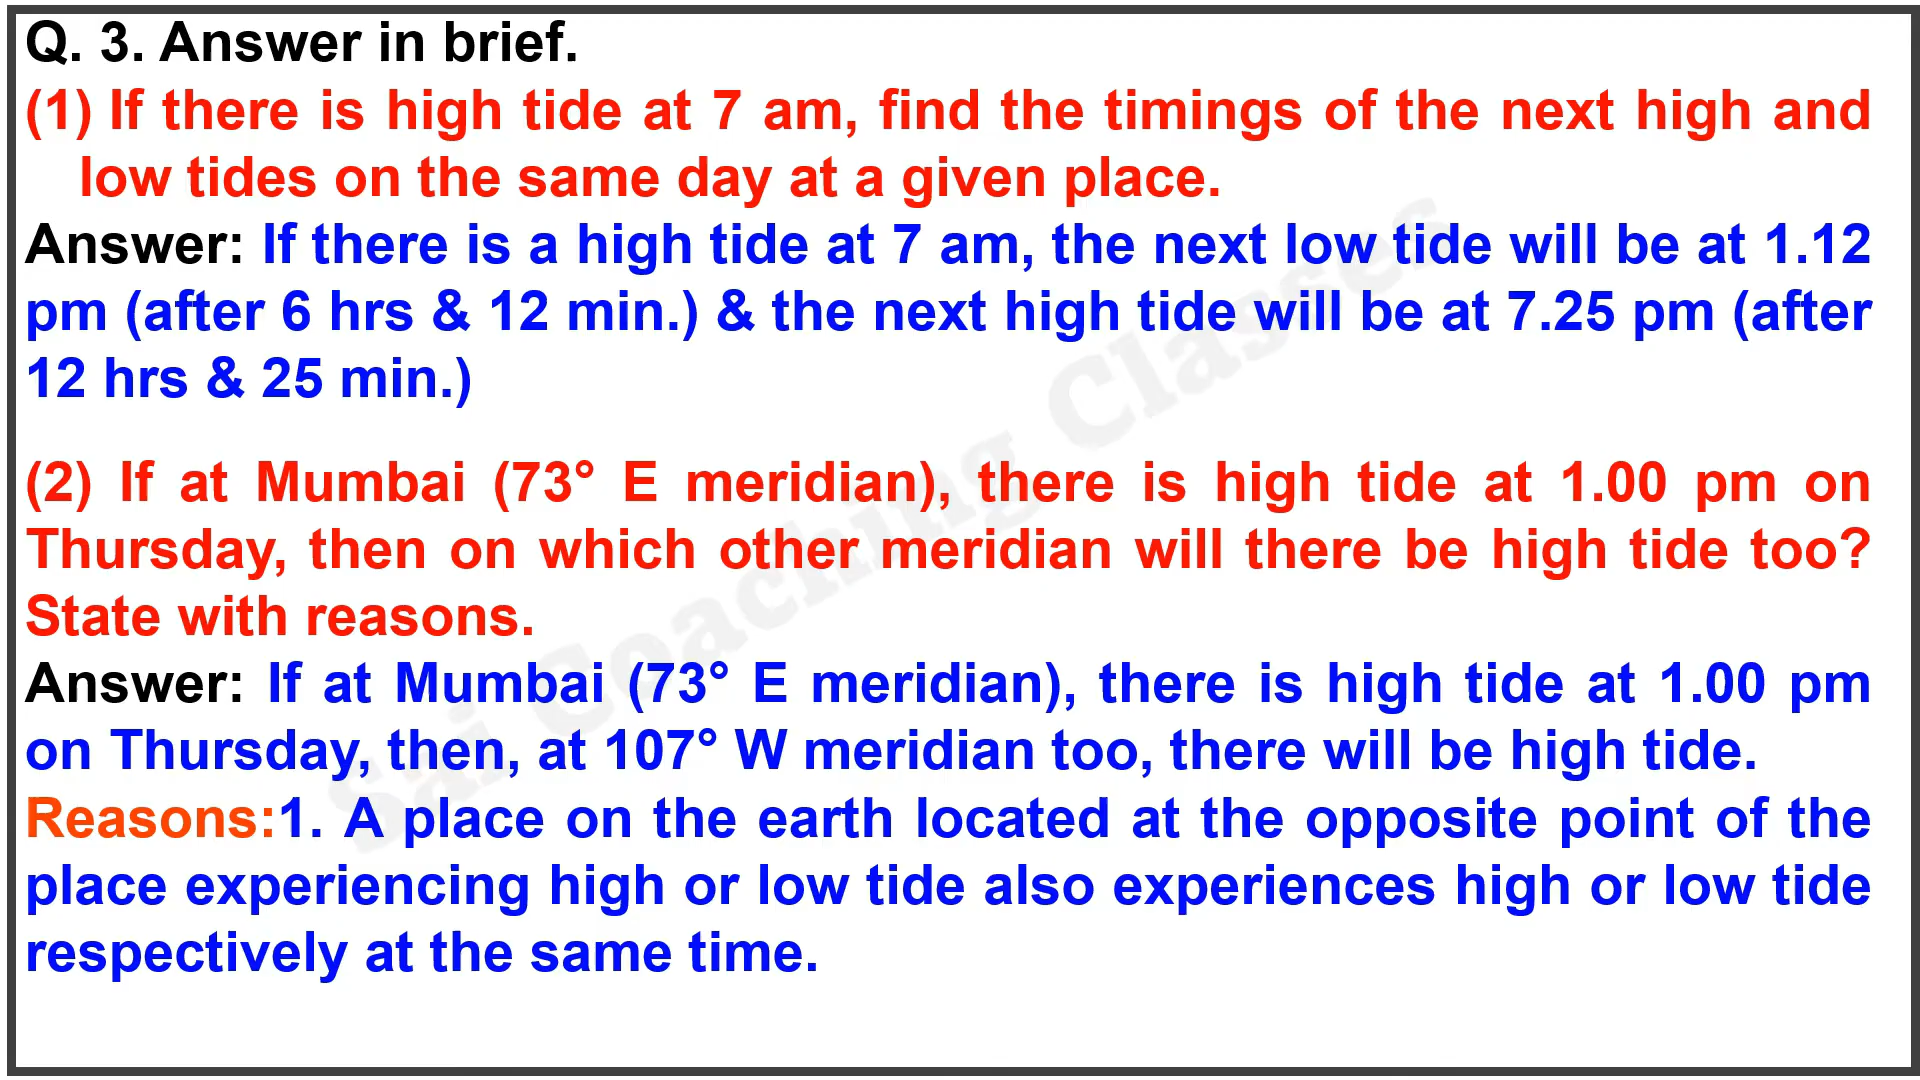 Q. 3. Answer in brief.
(1) If there is high tide at 7 am, find the timings of the next high and
low tides on the same day at a given place.
Answer: If there is a high tide at 7 am, the next low tide will be at 1.12
pm (after 6 hrs & 12 min.) & the next high tide will be at 7.25 pm (after
12 hrs & 25 min.)
(2) If at Mumbai (73° E meridian), there is high tide at 1.00 pm on
Thursday, then on which other meridian will there be high tide too?
State with reasons.
Answer: If at Mumbai (73° E meridian), there is high tide at 1.00 pm
on Thursday, then, at 107° W meridian too, there will be high tide.
Reasons:1. A place on the earth located at the opposite point of the
place experiencing high or low tide also experiences high or low tide
respectively at the same time.
Sai Coaching Classes